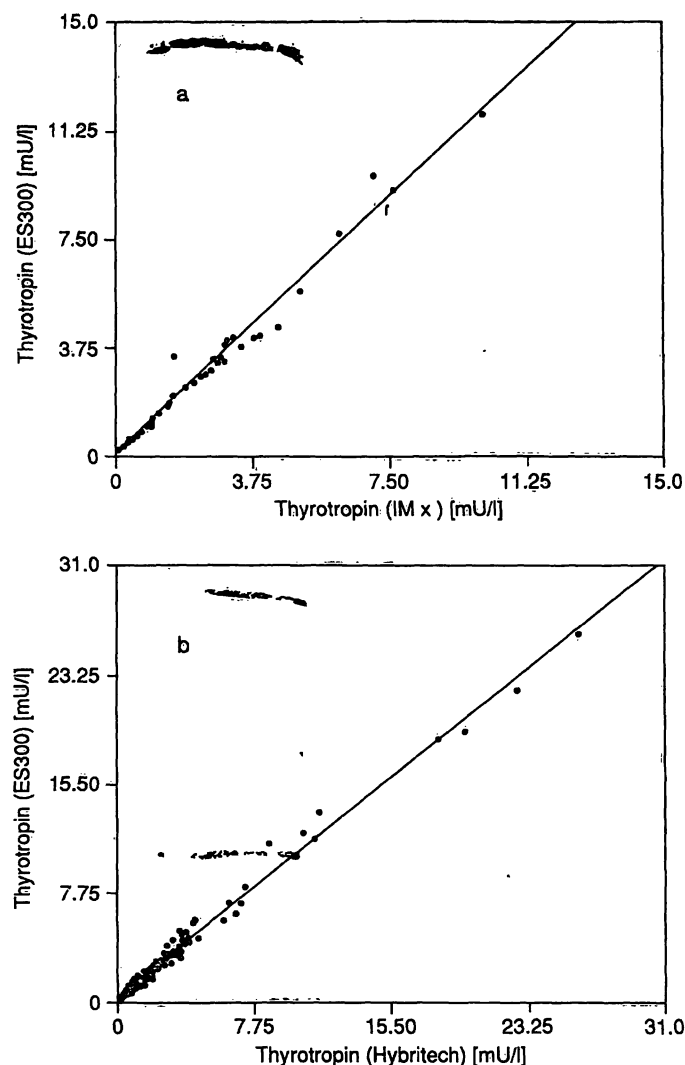 15.0
a
11.25
7.50
3.75
0
0 3.75 7.50 11.25 15.0
Thyrotropin (ES300) [mU/l]
Thyrotropin (IM x ) [mU/l]
31.0
b
23.25
15.50
7.75
0
0 7.75 15.50 23.25 31.0
Thyrotropin (ES300) [mU/l]
Thyrotropin (Hybritech) [mU/l]